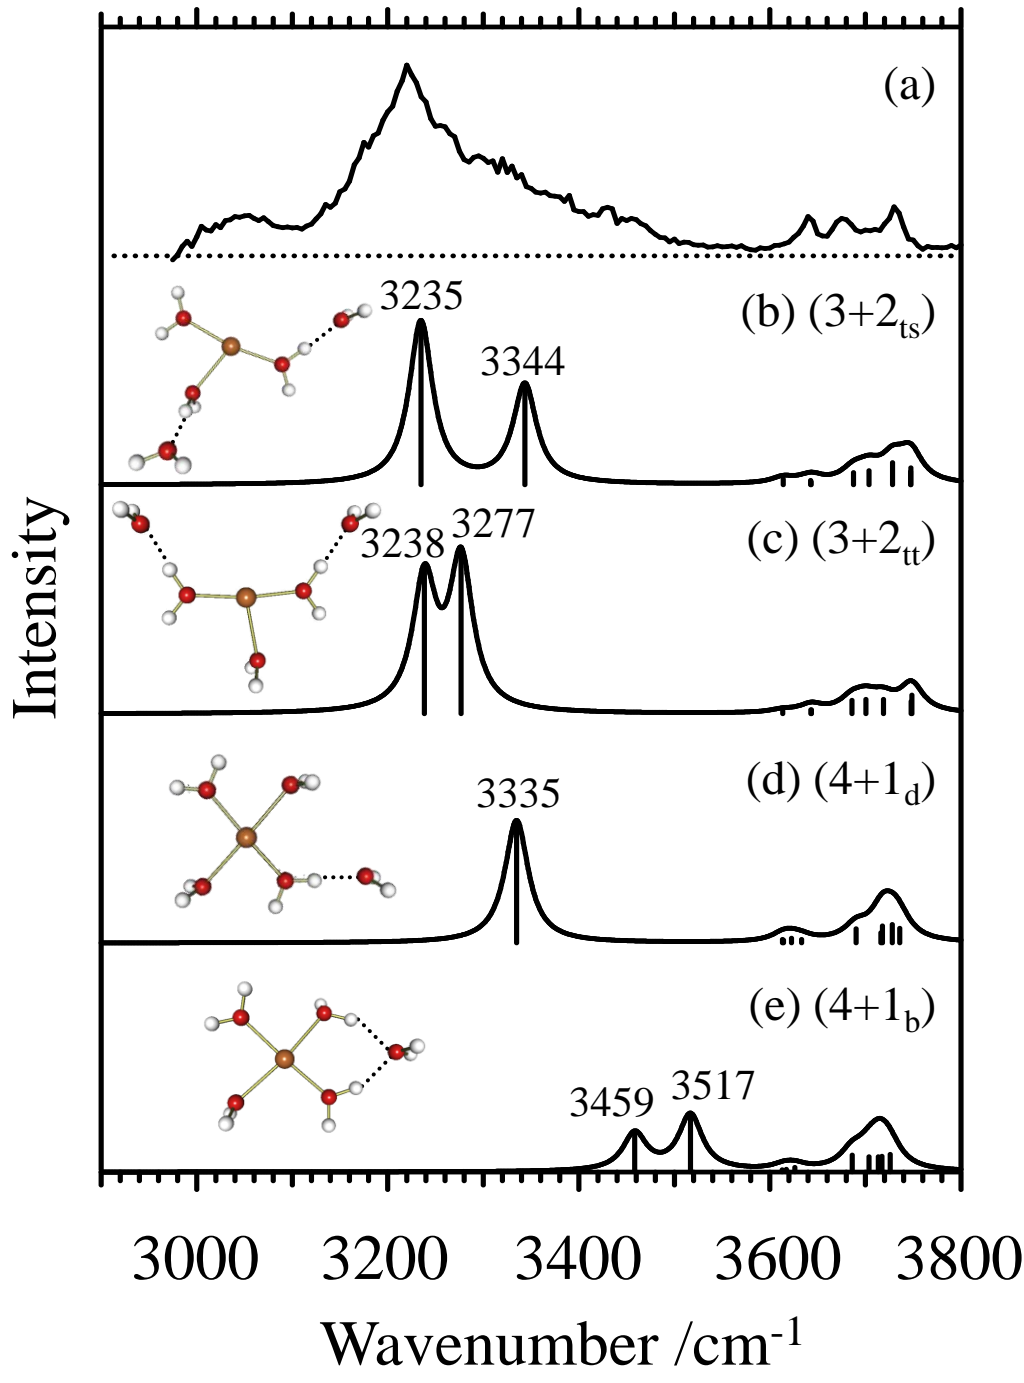 (a)
3235
(b) (3+2ts)
3344
3277
(c) (3+2tt)
3238
(d) (4+1d)
3335
(e) (4+1b)
3517
3459
Intensity
3000 3200 3400 3600 3800
Wavenumber /cm-1